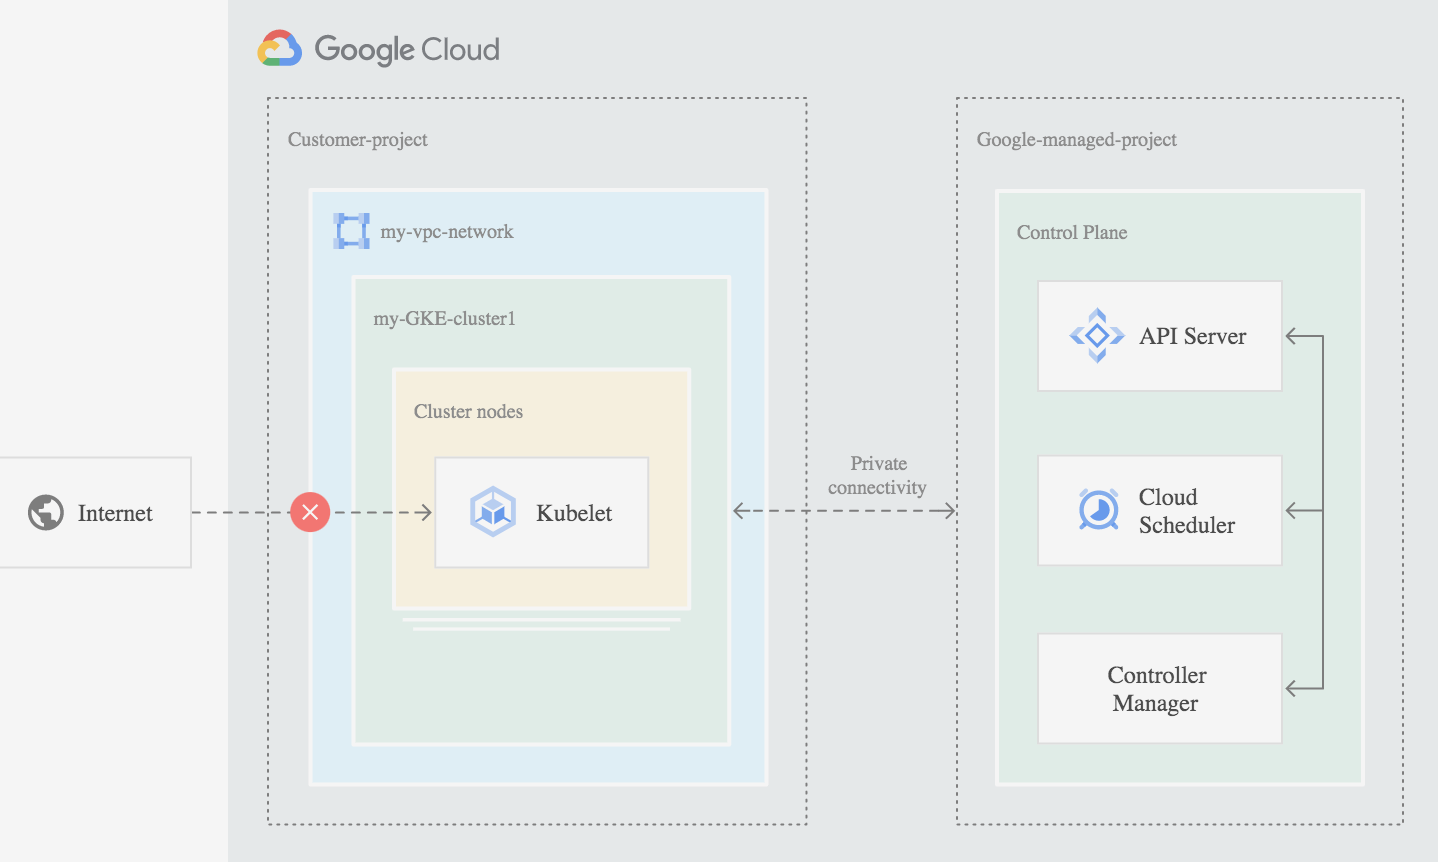 Google Cloud
Customer-project
Google-managed-project
my-vpc-network
Control Plane
my-GKE-cluster1
API Server
Cluster nodes
Private
connectivity
Internet
Kubelet
Cloud
Scheduler
Controller
Manager